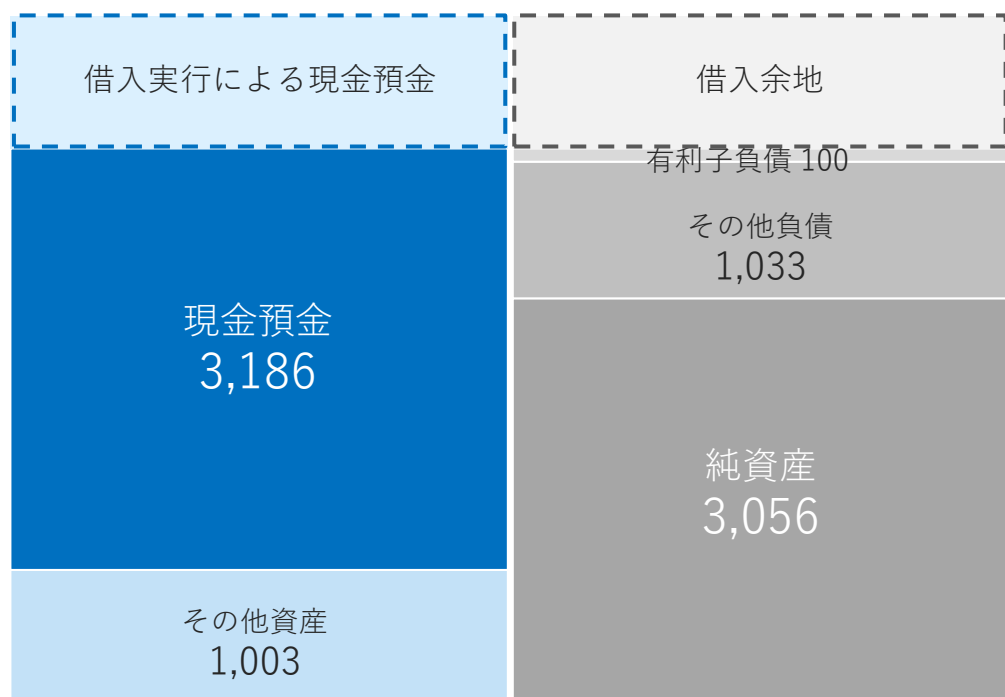 借入実行による現金預金
現金預金
3,186
その他資産
1,003
借入余地
有利子負債 100
その他負債
1,033
純資産
3,056